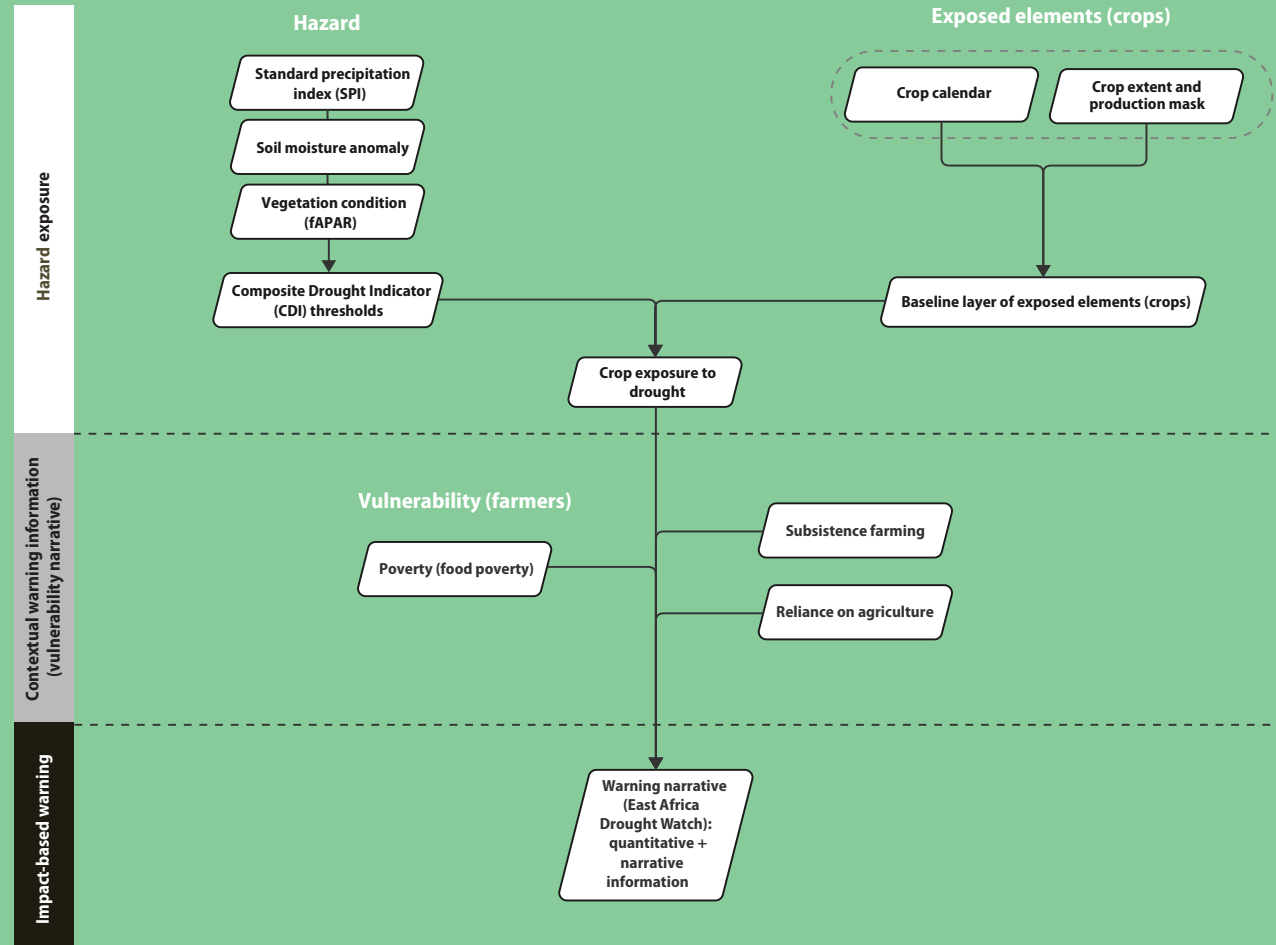 Hazard
Exposed elements (crops)
Standard precipitation
index (SPI)
Soil moisture anomaly
Vegetation condition
(fAPAR)
Composite Drought Indicator
(CDI) thresholds
Crop calendar
Crop extent and
production mask
Baseline layer of exposed elements (crops)
Crop exposure to
drought
Hazard exposure
Vulnerability (farmers)
Poverty (food poverty)
Subsistence farming
Reliance on agriculture
Contextual warning information
(vulnerability narrative)
Warning narrative
(East Africa
Drought Watch):
quantitative +
narrative
information
Impact-based warning